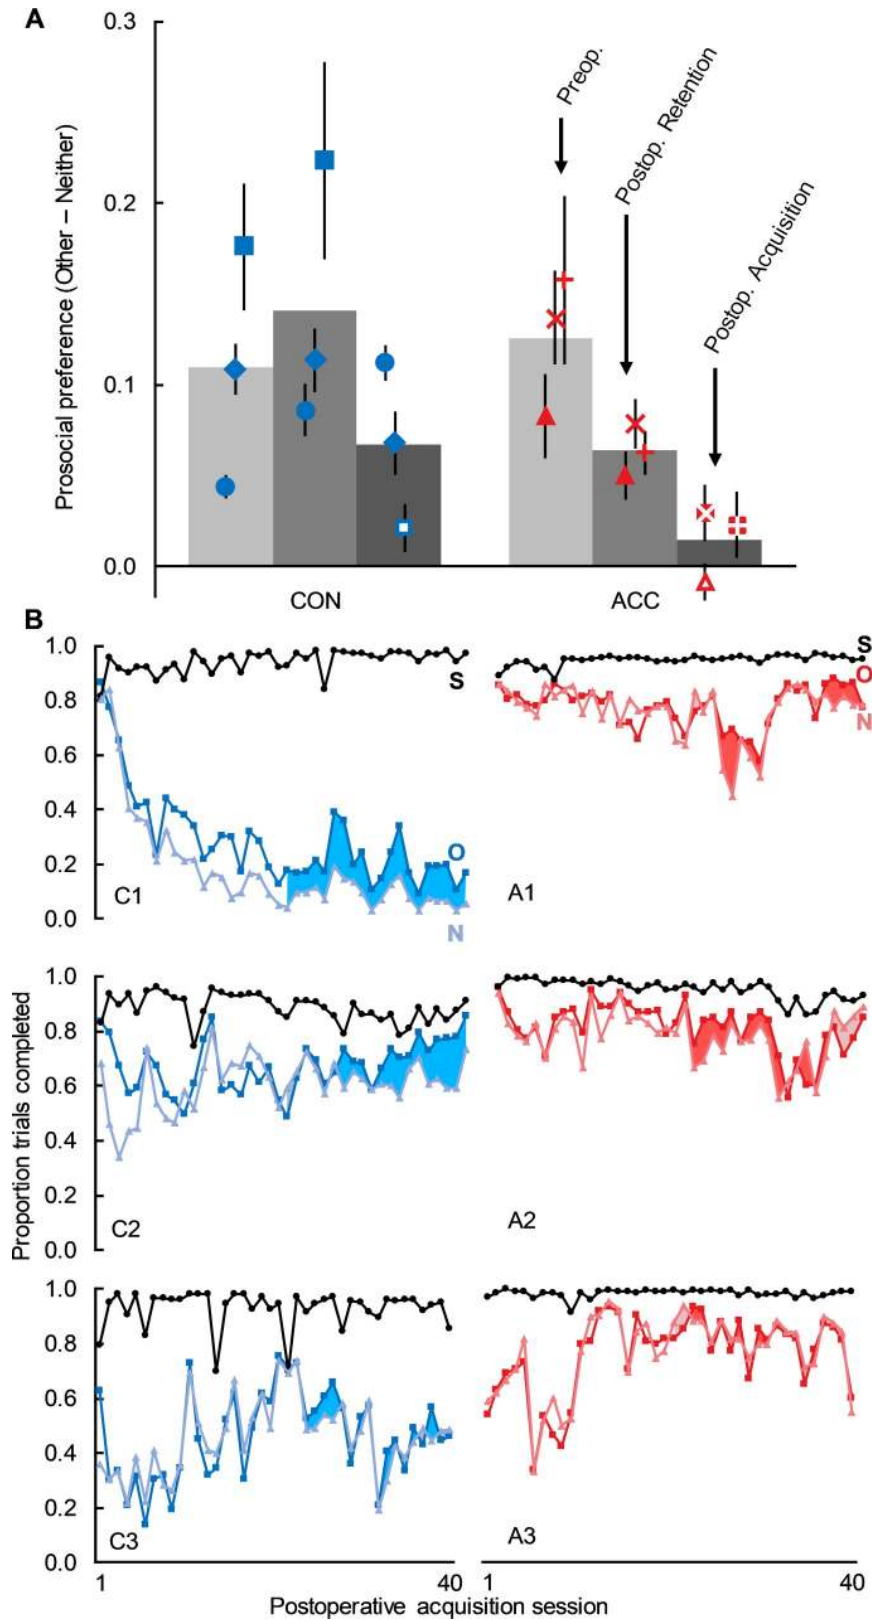 A
0.3
0.2
0.1
0.0
Prosocial preference (Other – Neither)
Preop.
Postop. Retention
Postop. Acquisition
CON
ACC
B
1.0
0.8
0.6
0.4
0.2
0.0
S
O
N
C1
S
O
N
A1
Proportion trials completed
1.0
0.8
0.6
0.4
0.2
0.0
C2
A2
1.0
0.8
0.6
0.4
0.2
0.0
C3
A3
1
40
1
40
Postoperative acquisition session